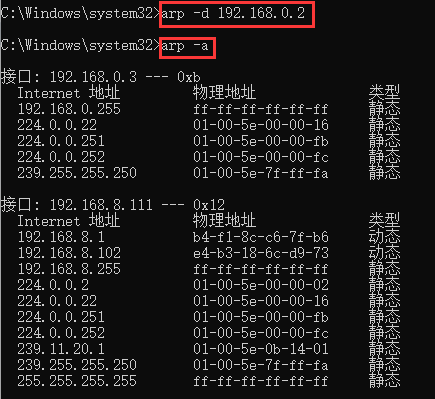 C:\Windows\system32>arp -d 192.168.0.2
C:\Windows\system32>arp -a
接口: 192.168.0.3 --- 0xb
Internet 地址 物理地址 类型
192.168.0.255 ff-ff-ff-ff-ff-ff 静态
224.0.0.22 01-00-5e-00-00-16 静态
224.0.0.251 01-00-5e-00-00-fb 静态
224.0.0.252 01-00-5e-00-00-fc 静态
239.255.255.250 01-00-5e-7f-ff-fa 静态
接口: 192.168.8.111 --- 0x12
Internet 地址 物理地址 类型
192.168.8.1 b4-f1-8c-c6-7f-b6 动态
192.168.8.102 e4-b3-18-6c-d9-73 动态
192.168.8.255 ff-ff-ff-ff-ff-ff 静态
224.0.0.2 01-00-5e-00-00-02 静态
224.0.0.22 01-00-5e-00-00-16 静态
224.0.0.251 01-00-5e-00-00-fb 静态
224.0.0.252 01-00-5e-00-00-fc 静态
239.11.20.1 01-00-5e-0b-14-01 静态
239.255.255.250 01-00-5e-7f-ff-fa 静态
255.255.255.255 ff-ff-ff-ff-ff-ff 静态